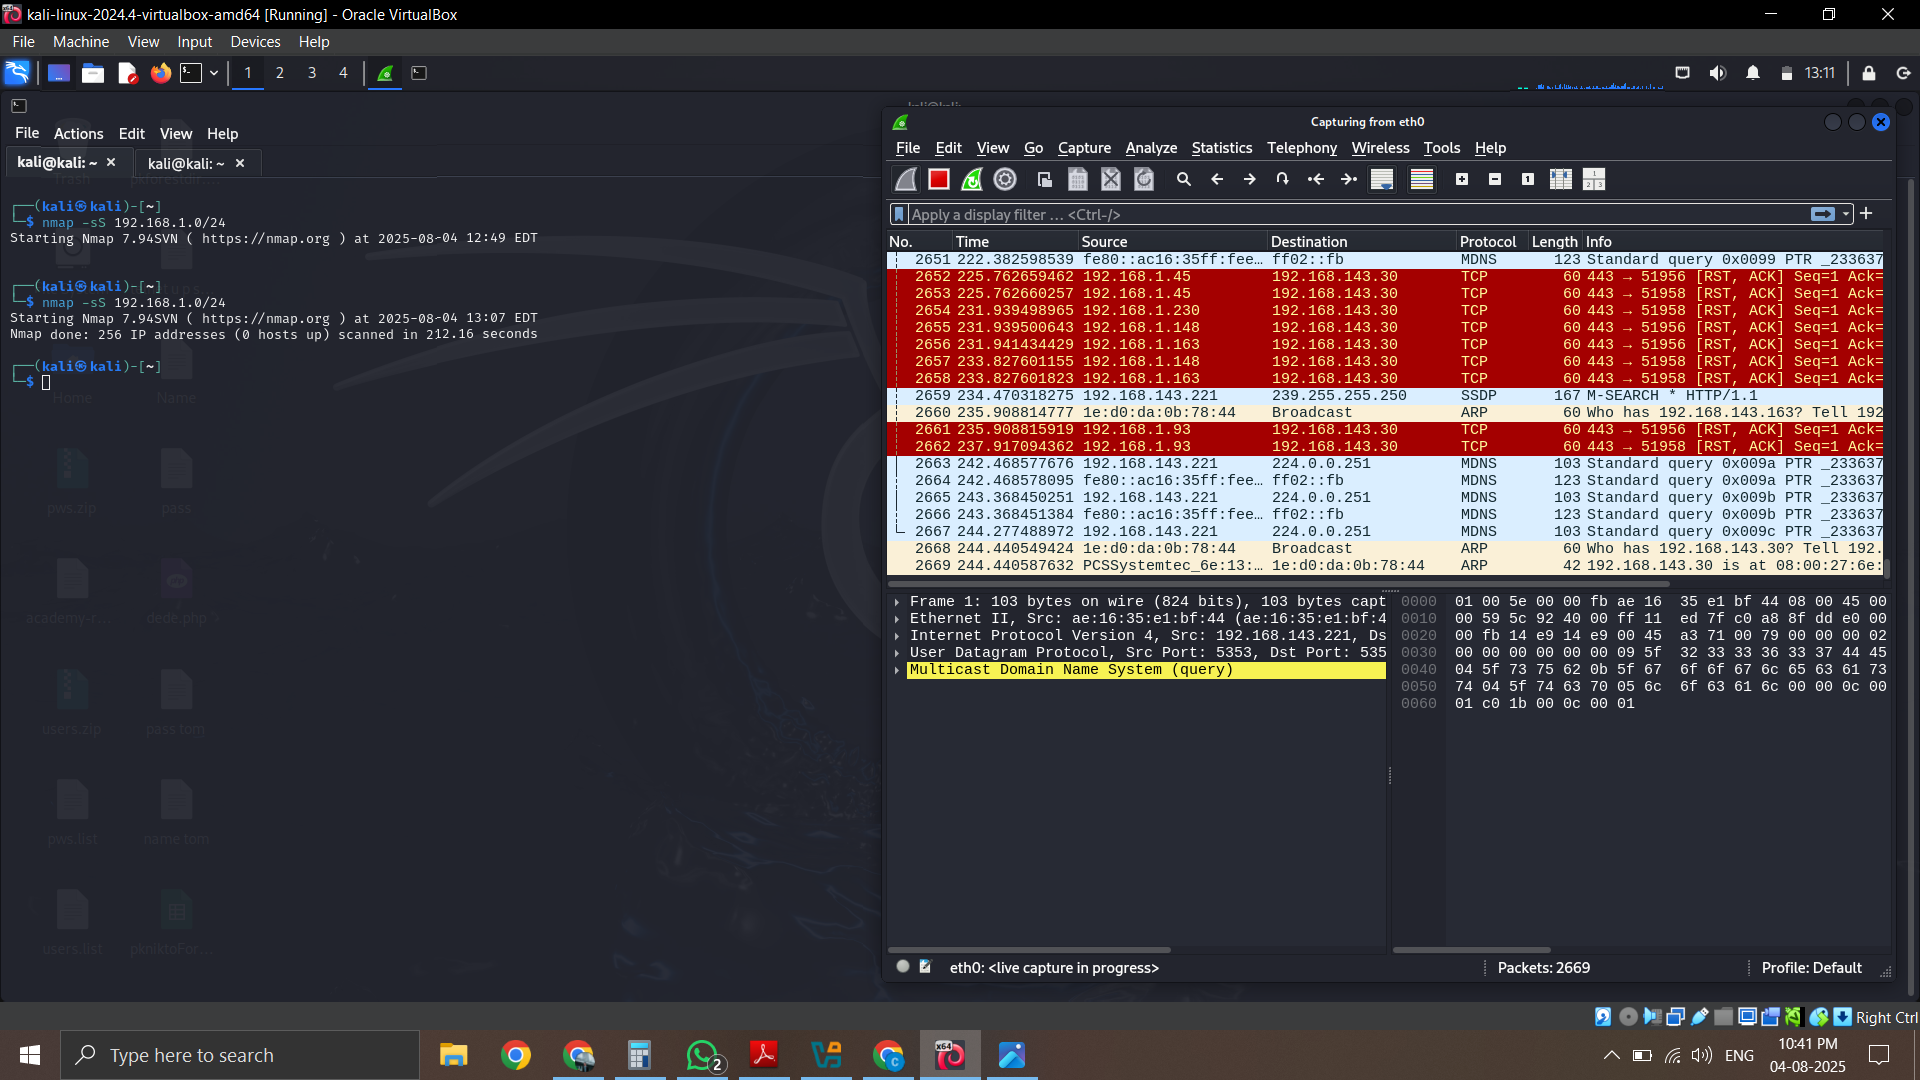 kali-linux-2024.4-virtualbox-amd64 [Running] - Oracle VirtualBox
File Machine View Input Devices Help
1 2 3 4
13:11
File Actions Edit View Help
kali@kali: ~
kali@kali: ~
┌──(kali㉿kali)-[~]
└─$ nmap -sS 192.168.1.0/24
Starting Nmap 7.94SVN ( https://nmap.org ) at 2025-08-04 12:49 EDT
┌──(kali㉿kali)-[~]
└─$ nmap -sS 192.168.1.0/24
Starting Nmap 7.94SVN ( https://nmap.org ) at 2025-08-04 13:07 EDT
Nmap done: 256 IP addresses (0 hosts up) scanned in 212.16 seconds
┌──(kali㉿kali)-[~]
└─$
Trash
Home Name
pws.zip pass
academy-r... dede.php
users.zip pass tom
pws.list name tom
users.list pkniktoFor...
Capturing from eth0
File Edit View Go Capture Analyze Statistics Telephony Wireless Tools Help
Apply a display filter … <Ctrl-/>
No. Time Source Destination Protocol Length Info
2651 222.382598539 fe80::ac16:35ff:fee… ff02::fb MDNS 123 Standard query 0x0099 PTR _233637
2652 225.762659462 192.168.1.45 192.168.143.30 TCP 60 443 → 51956 [RST, ACK] Seq=1 Ack=
2653 225.762660257 192.168.1.45 192.168.143.30 TCP 60 443 → 51958 [RST, ACK] Seq=1 Ack=
2654 231.939498965 192.168.1.230 192.168.143.30 TCP 60 443 → 51958 [RST, ACK] Seq=1 Ack=
2655 231.939500643 192.168.1.148 192.168.143.30 TCP 60 443 → 51956 [RST, ACK] Seq=1 Ack=
2656 231.941434429 192.168.1.163 192.168.143.30 TCP 60 443 → 51956 [RST, ACK] Seq=1 Ack=
2657 233.827601155 192.168.1.148 192.168.143.30 TCP 60 443 → 51958 [RST, ACK] Seq=1 Ack=
2658 233.827601823 192.168.1.163 192.168.143.30 TCP 60 443 → 51958 [RST, ACK] Seq=1 Ack=
2659 234.470318275 192.168.143.221 239.255.255.250 SSDP 167 M-SEARCH * HTTP/1.1
2660 235.908814777 1e:d0:da:0b:78:44 Broadcast ARP 60 Who has 192.168.143.163? Tell 192
2661 235.908815919 192.168.1.93 192.168.143.30 TCP 60 443 → 51956 [RST, ACK] Seq=1 Ack=
2662 237.917094362 192.168.1.93 192.168.143.30 TCP 60 443 → 51958 [RST, ACK] Seq=1 Ack=
2663 242.468577676 192.168.143.221 224.0.0.251 MDNS 103 Standard query 0x009a PTR _233637
2664 242.468578095 fe80::ac16:35ff:fee… ff02::fb MDNS 123 Standard query 0x009a PTR _233637
2665 243.368450251 192.168.143.221 224.0.0.251 MDNS 103 Standard query 0x009b PTR _233637
2666 243.368451384 fe80::ac16:35ff:fee… ff02::fb MDNS 123 Standard query 0x009b PTR _233637
2667 244.277488972 192.168.143.221 224.0.0.251 MDNS 103 Standard query 0x009c PTR _233637
2668 244.440549424 1e:d0:da:0b:78:44 Broadcast ARP 60 Who has 192.168.143.30? Tell 192.
2669 244.440587632 PCSSystemtec_6e:13:… 1e:d0:da:0b:78:44 ARP 42 192.168.143.30 is at 08:00:27:6e:
Frame 1: 103 bytes on wire (824 bits), 103 bytes capt
Ethernet II, Src: ae:16:35:e1:bf:44 (ae:16:35:e1:bf:4
Internet Protocol Version 4, Src: 192.168.143.221, Ds
User Datagram Protocol, Src Port: 5353, Dst Port: 535
Multicast Domain Name System (query)
0000 01 00 5e 00 00 fb ae 16 35 e1 bf 44 08 00 45 00
0010 00 59 5c 92 40 00 ff 11 ed 7f c0 a8 8f dd e0 00
0020 00 fb 14 e9 14 e9 00 45 a3 71 00 79 00 00 00 02
0030 00 00 00 00 00 00 09 5f 32 33 33 36 33 37 44 45
0040 04 5f 73 75 62 0b 5f 67 6f 6f 67 6c 65 63 61 73
0050 74 04 5f 74 63 70 05 6c 6f 63 61 6c 00 00 0c 00
0060 01 c0 1b 00 0c 00 01
eth0: <live capture in progress> Packets: 2669 Profile: Default
Right Ctrl
Type here to search
2
x64
ENG
10:41 PM
04-08-2025